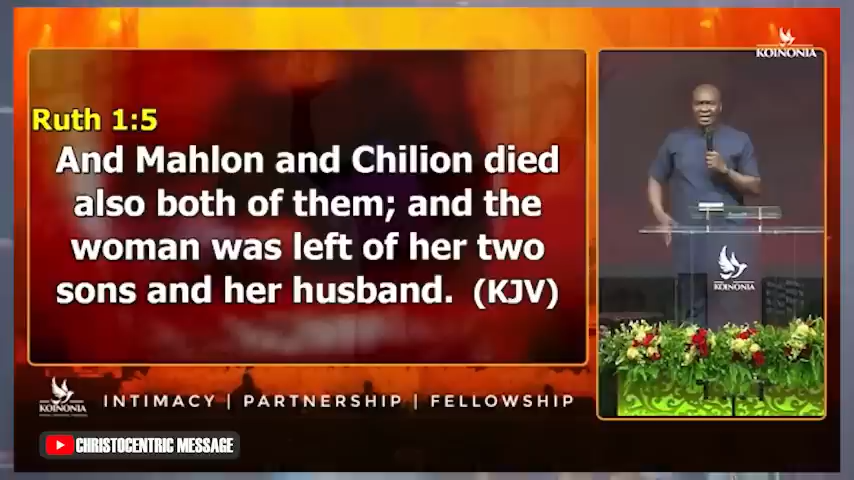 KOINONIA
Ruth 1:5
And Mahlon and Chilion died
also both of them; and the
woman was left of her two
sons and her husband. (KJV)
KOINONIA
KOINONIA
INTIMACY | PARTNERSHIP | FELLOWSHIP
CHRISTOCENTRIC MESSAGE